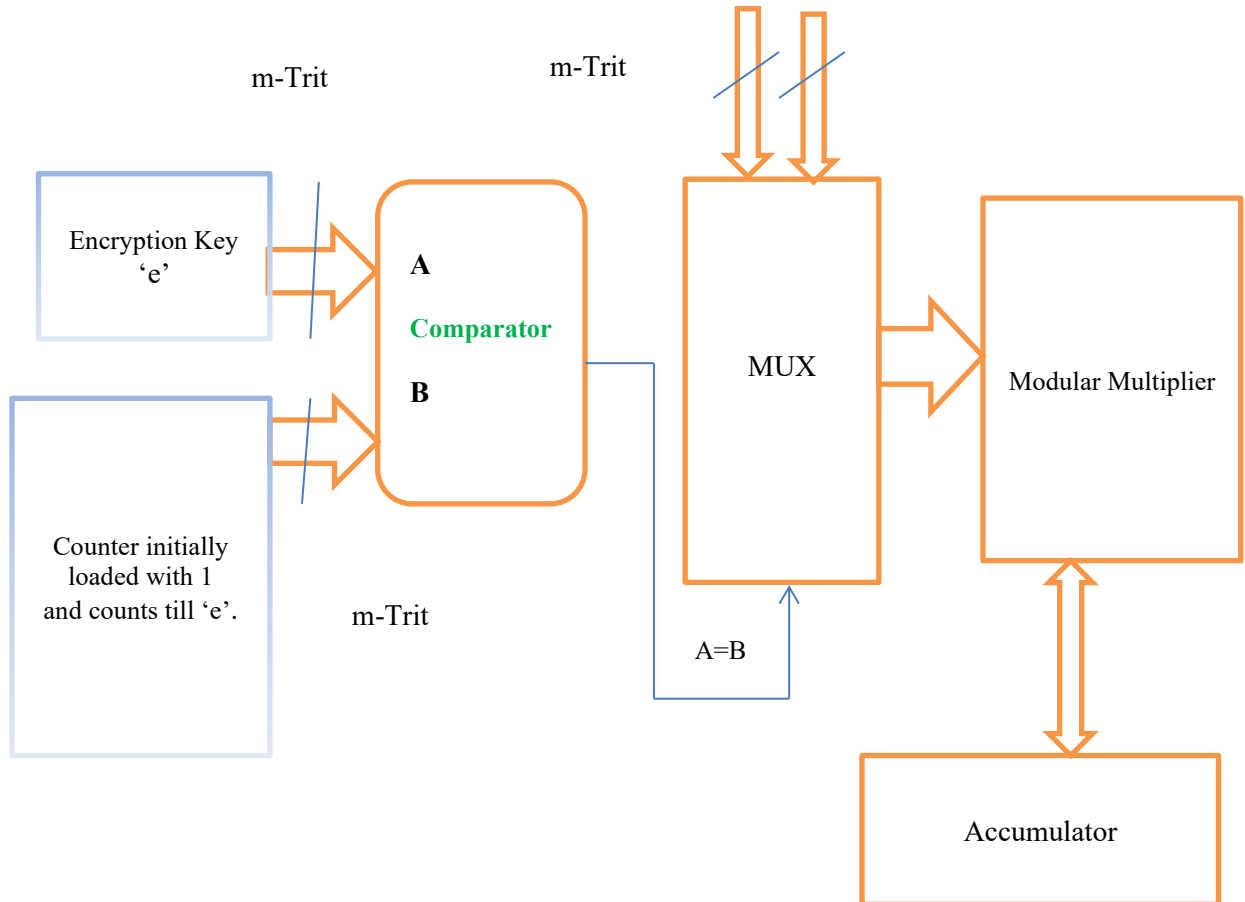 m-Trit
m-Trit
Encryption Key
‘e’
A
Comparator
B
MUX
Modular Multiplier
Counter initially
loaded with 1
and counts till ‘e’.
m-Trit
A=B
Accumulator